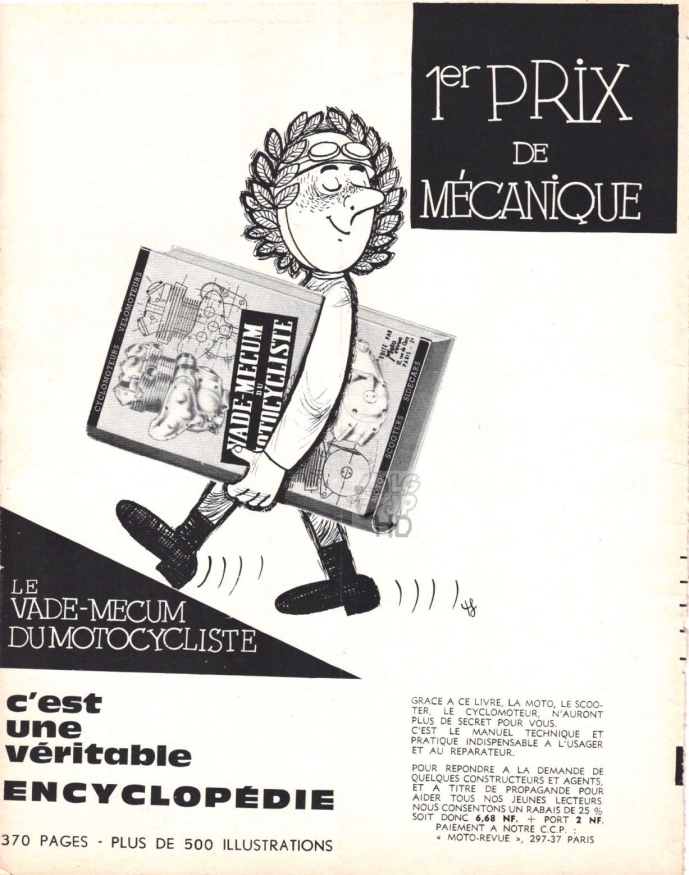 1er PRIX
DE
MÉCANIQUE
CYCLOMOTEURS - VELOMOTEURS
VADE-MECUM
DU
MOTOCYCLISTE
EDITÉ PAR
PARIS - 2e
SCOOTERS SIDECARS
LE
VADE-MECUM
DU MOTOCYCLISTE
c'est
une
véritable
ENCYCLOPÉDIE
370 PAGES - PLUS DE 500 ILLUSTRATIONS
GRACE A CE LIVRE, LA MOTO, LE SCOO-
TER, LE CYCLOMOTEUR, N'AURONT
PLUS DE SECRET POUR VOUS.
C'EST LE MANUEL TECHNIQUE ET
PRATIQUE INDISPENSABLE A L'USAGER
ET AU REPARATEUR.
POUR REPONDRE A LA DEMANDE DE
QUELQUES CONSTRUCTEURS ET AGENTS,
ET A TITRE DE PROPAGANDE POUR
AIDER TOUS NOS JEUNES LECTEURS
NOUS CONSENTONS UN RABAIS DE 25 %
SOIT DONC 6,68 NF. + PORT 2 NF.
PAIEMENT A NOTRE C.C.P. :
« MOTO-REVUE », 297-37 PARIS